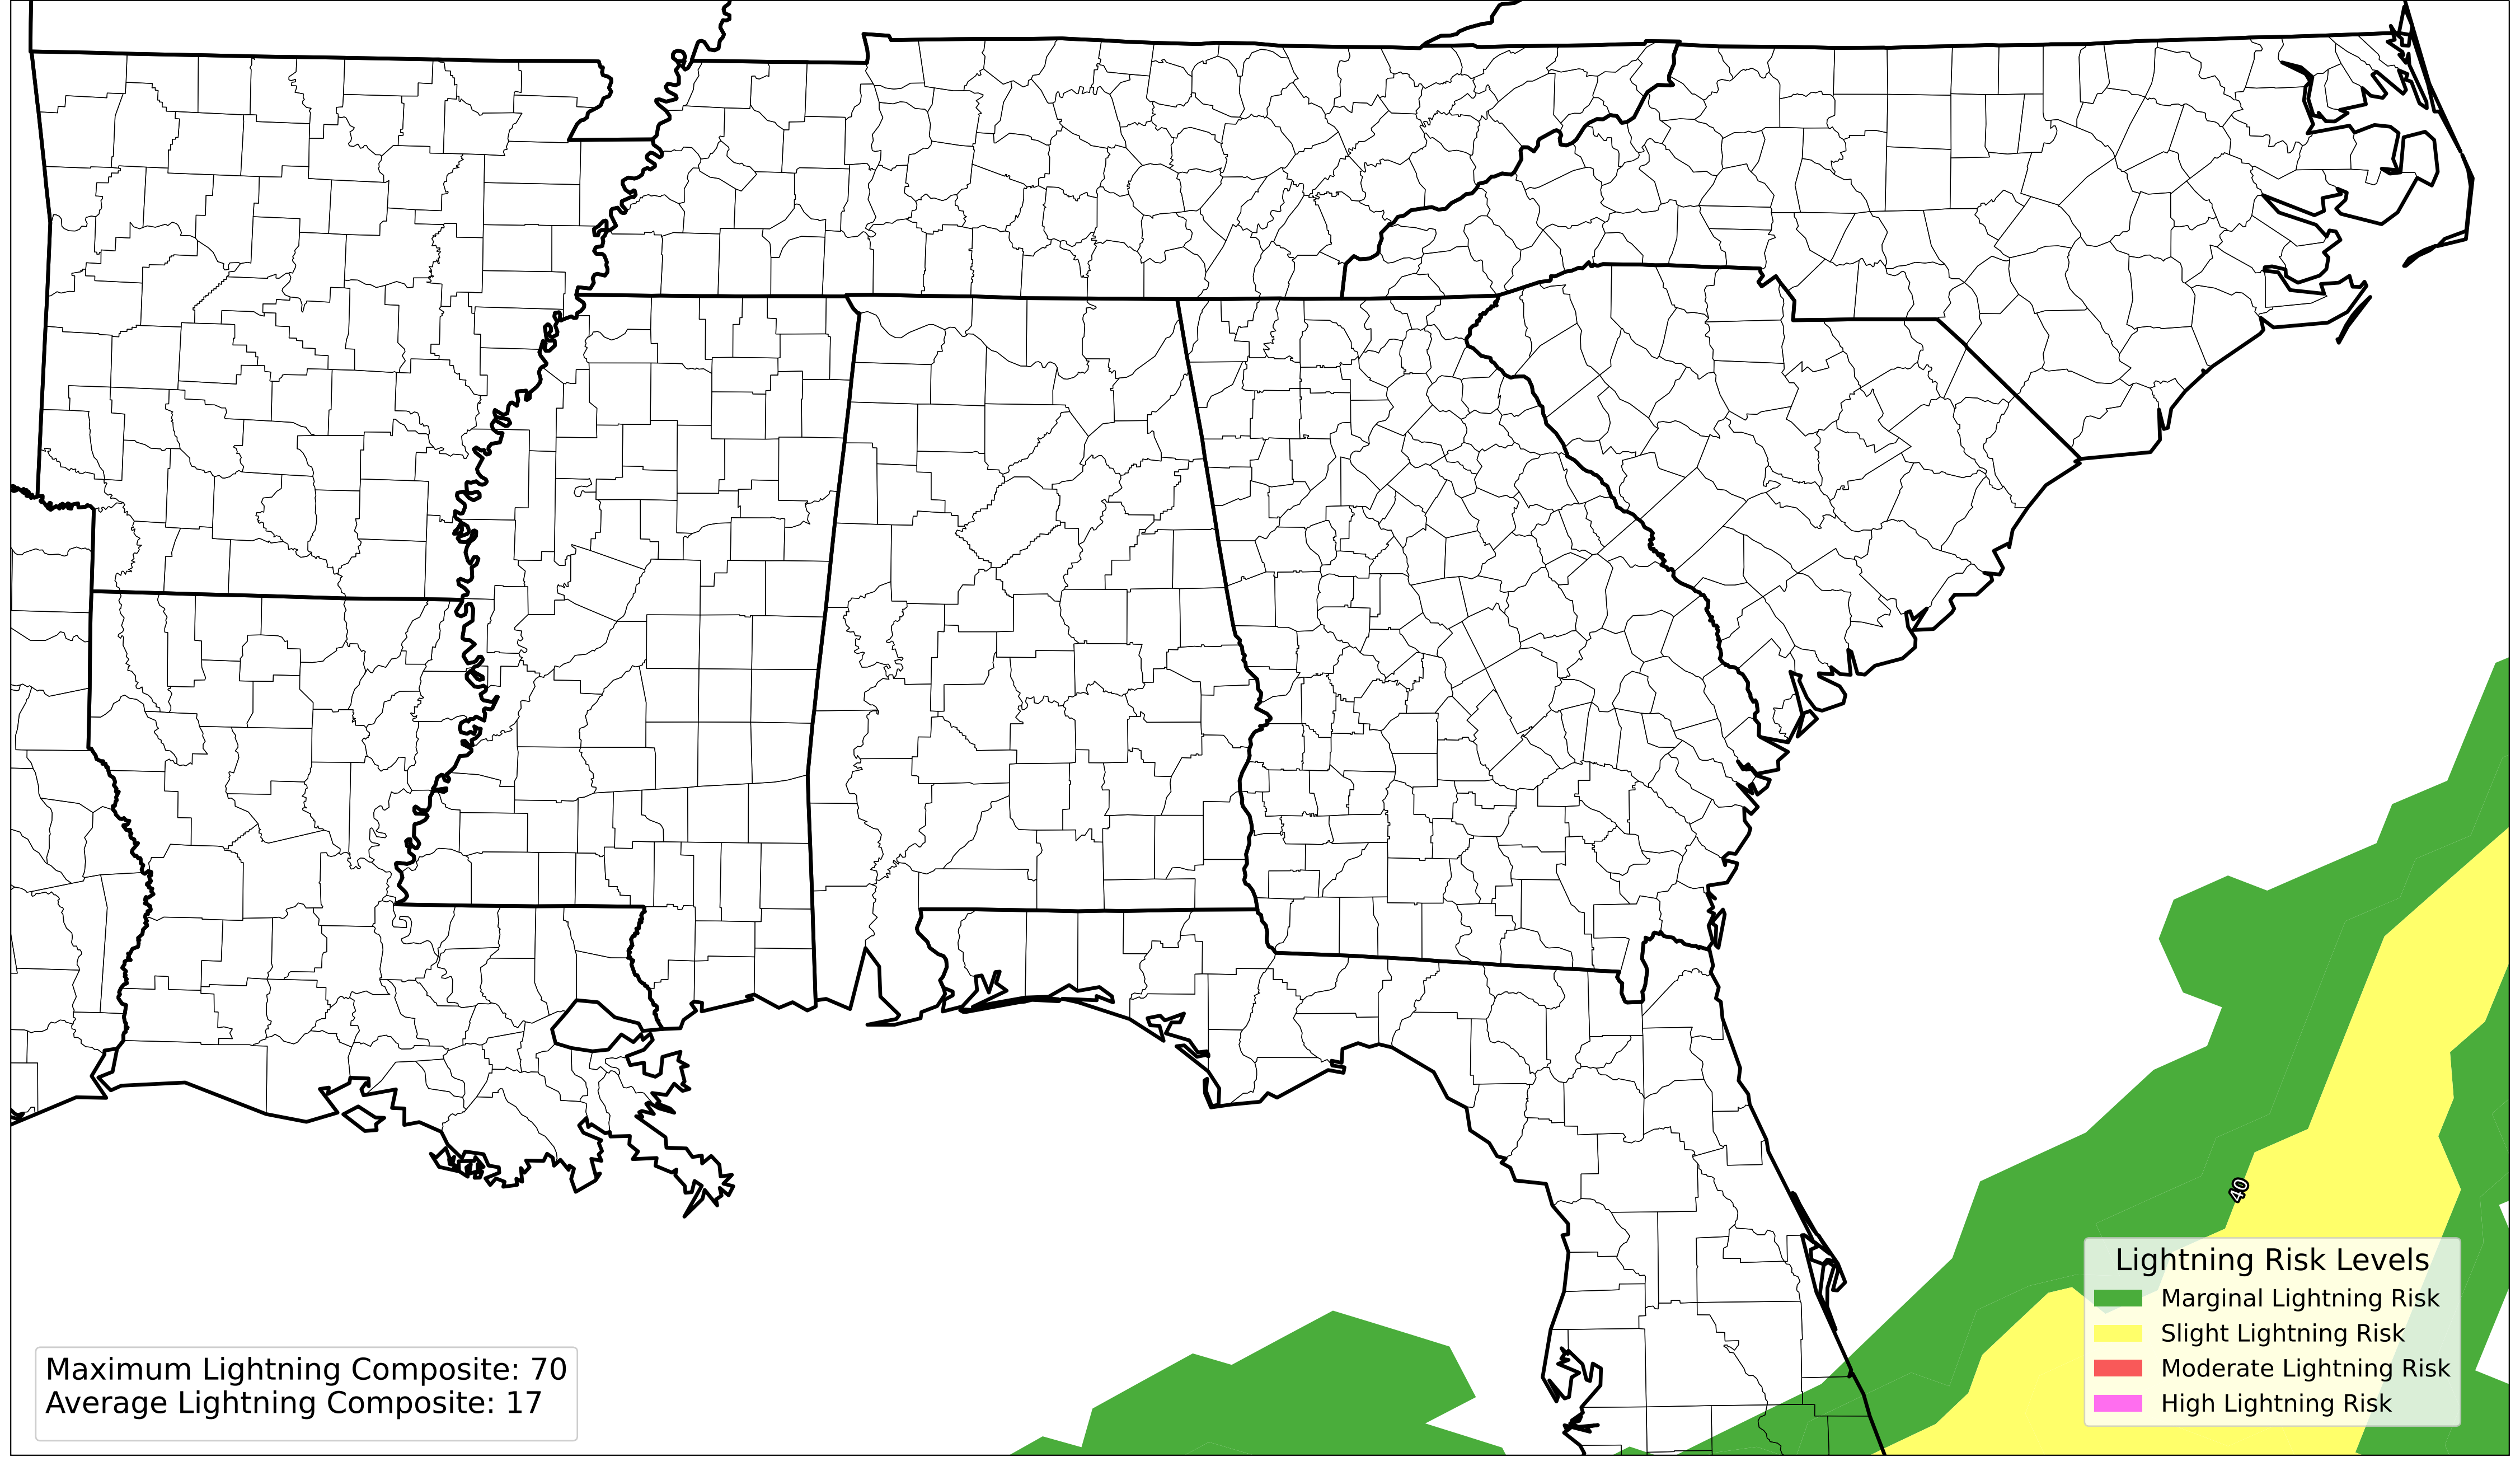 40
Lightning Risk Levels
Marginal Lightning Risk
Slight Lightning Risk
Moderate Lightning Risk
High Lightning Risk
Maximum Lightning Composite: 70
Average Lightning Composite: 17